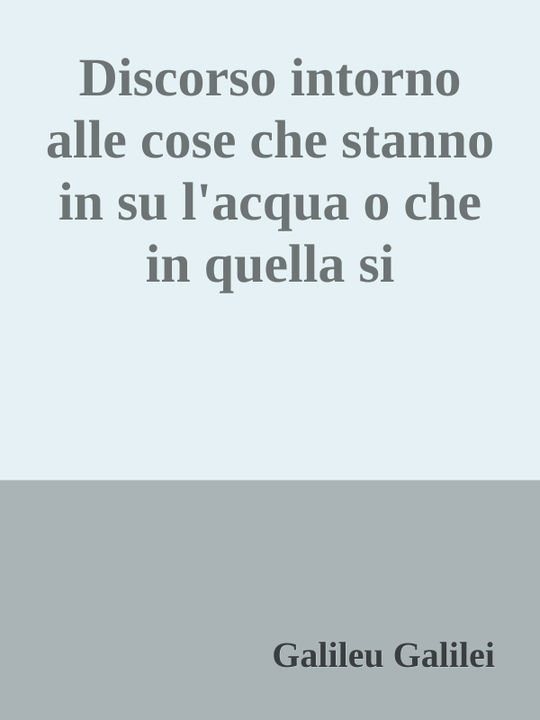 Discorso intorno
alle cose che stanno
in su l'acqua o che
in quella si
Galileu Galilei